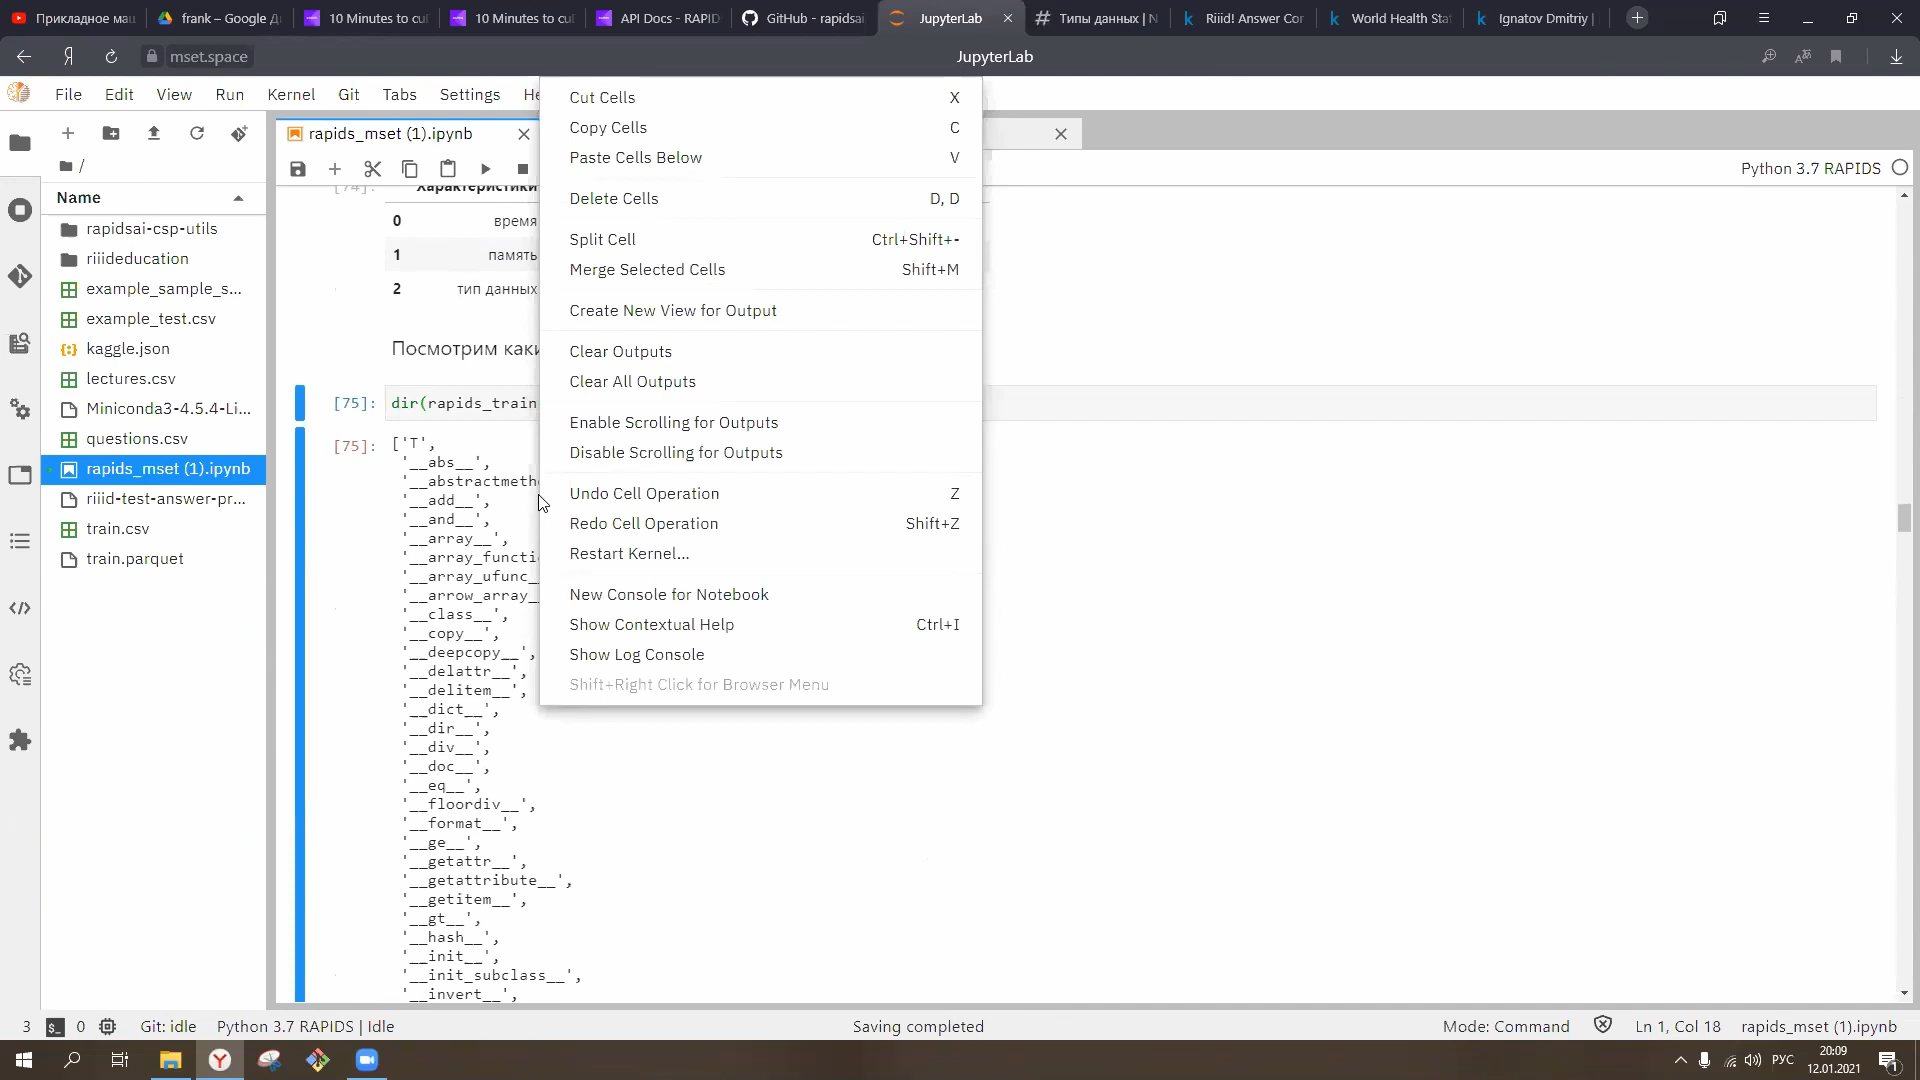 Прикладное маш
frank – Google Д
10 Minutes to cu
10 Minutes to cu
API Docs - RAPID
GitHub - rapidsai
JupyterLab
Типы данных | N
Riiid! Answer Cor
World Health Sta
Ignatov Dmitriy |
mset.space
JupyterLab
File Edit View Run Kernel Git Tabs Settings He
rapids_mset (1).ipynb
Python 3.7 RAPIDS
/
Name
rapidsai-csp-utils
riiideducation
example_sample_s...
example_test.csv
kaggle.json
lectures.csv
Miniconda3-4.5.4-Li...
questions.csv
rapids_mset (1).ipynb
riiid-test-answer-pr...
train.csv
train.parquet
[74]: Характеристики
0 время
1 память
2 тип данных
Посмотрим каки
[75]: dir(rapids_train
[75]: ['T',
'__abs__',
'__abstractmeth
'__add__',
'__and__',
'__array__',
'__array_functi
'__array_ufunc_
'__arrow_array_
'__class__',
'__copy__',
'__deepcopy__',
'__delattr__',
'__delitem__',
'__dict__',
'__dir__',
'__div__',
'__doc__',
'__eq__',
'__floordiv__',
'__format__',
'__ge__',
'__getattr__',
'__getattribute__',
'__getitem__',
'__gt__',
'__hash__',
'__init__',
'__init_subclass__',
'__invert__',
Cut Cells X
Copy Cells C
Paste Cells Below V
Delete Cells D, D
Split Cell Ctrl+Shift+-
Merge Selected Cells Shift+M
Create New View for Output
Clear Outputs
Clear All Outputs
Enable Scrolling for Outputs
Disable Scrolling for Outputs
Undo Cell Operation Z
Redo Cell Operation Shift+Z
Restart Kernel...
New Console for Notebook
Show Contextual Help Ctrl+I
Show Log Console
Shift+Right Click for Browser Menu
3 0 Git: idle Python 3.7 RAPIDS | Idle Saving completed Mode: Command Ln 1, Col 18 rapids_mset (1).ipynb
РУС
20:09
12.01.2021
1